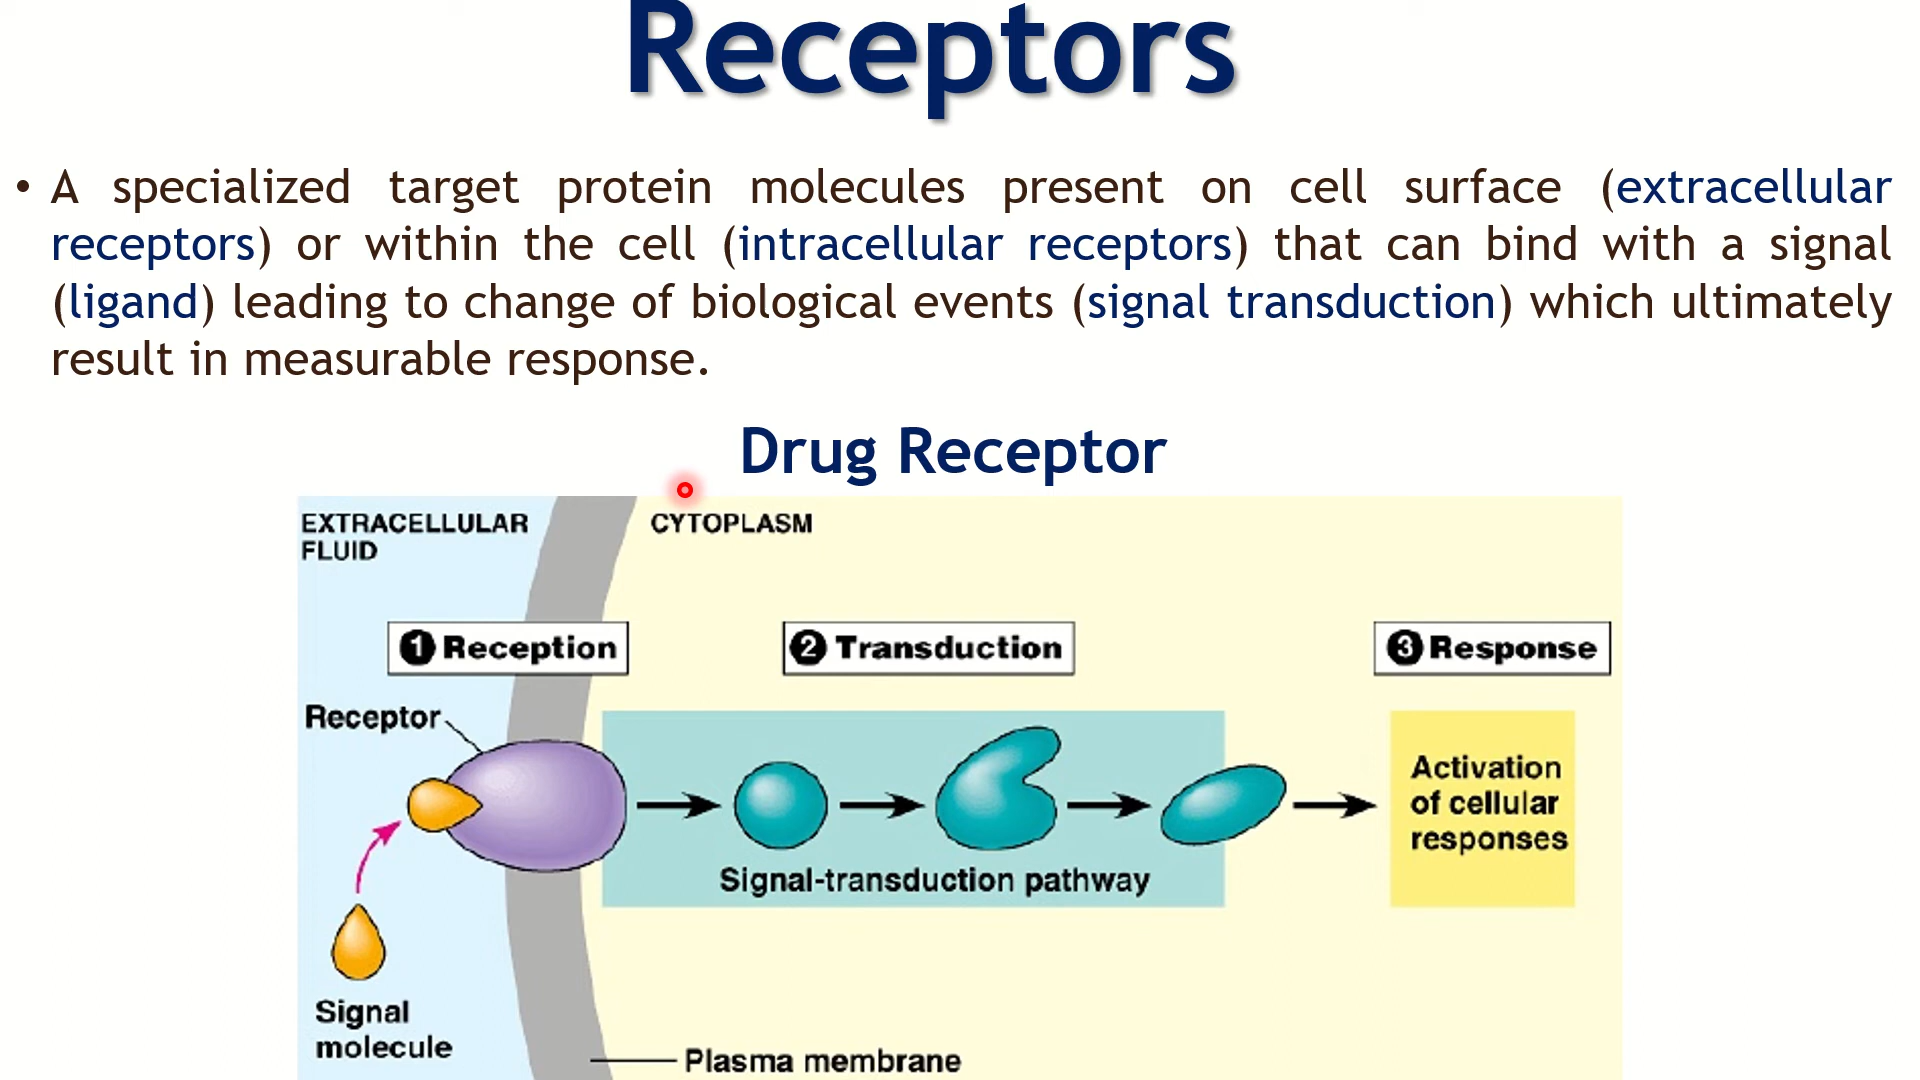 Receptors
• A specialized target protein molecules present on cell surface (extracellular
receptors) or within the cell (intracellular receptors) that can bind with a signal
(ligand) leading to change of biological events (signal transduction) which ultimately
result in measurable response.
Drug Receptor
EXTRACELLULAR
FLUID
CYTOPLASM
1 Reception
2 Transduction
3 Response
Receptor
Activation
of cellular
responses
Signal-transduction pathway
Signal
molecule
Plasma membrane